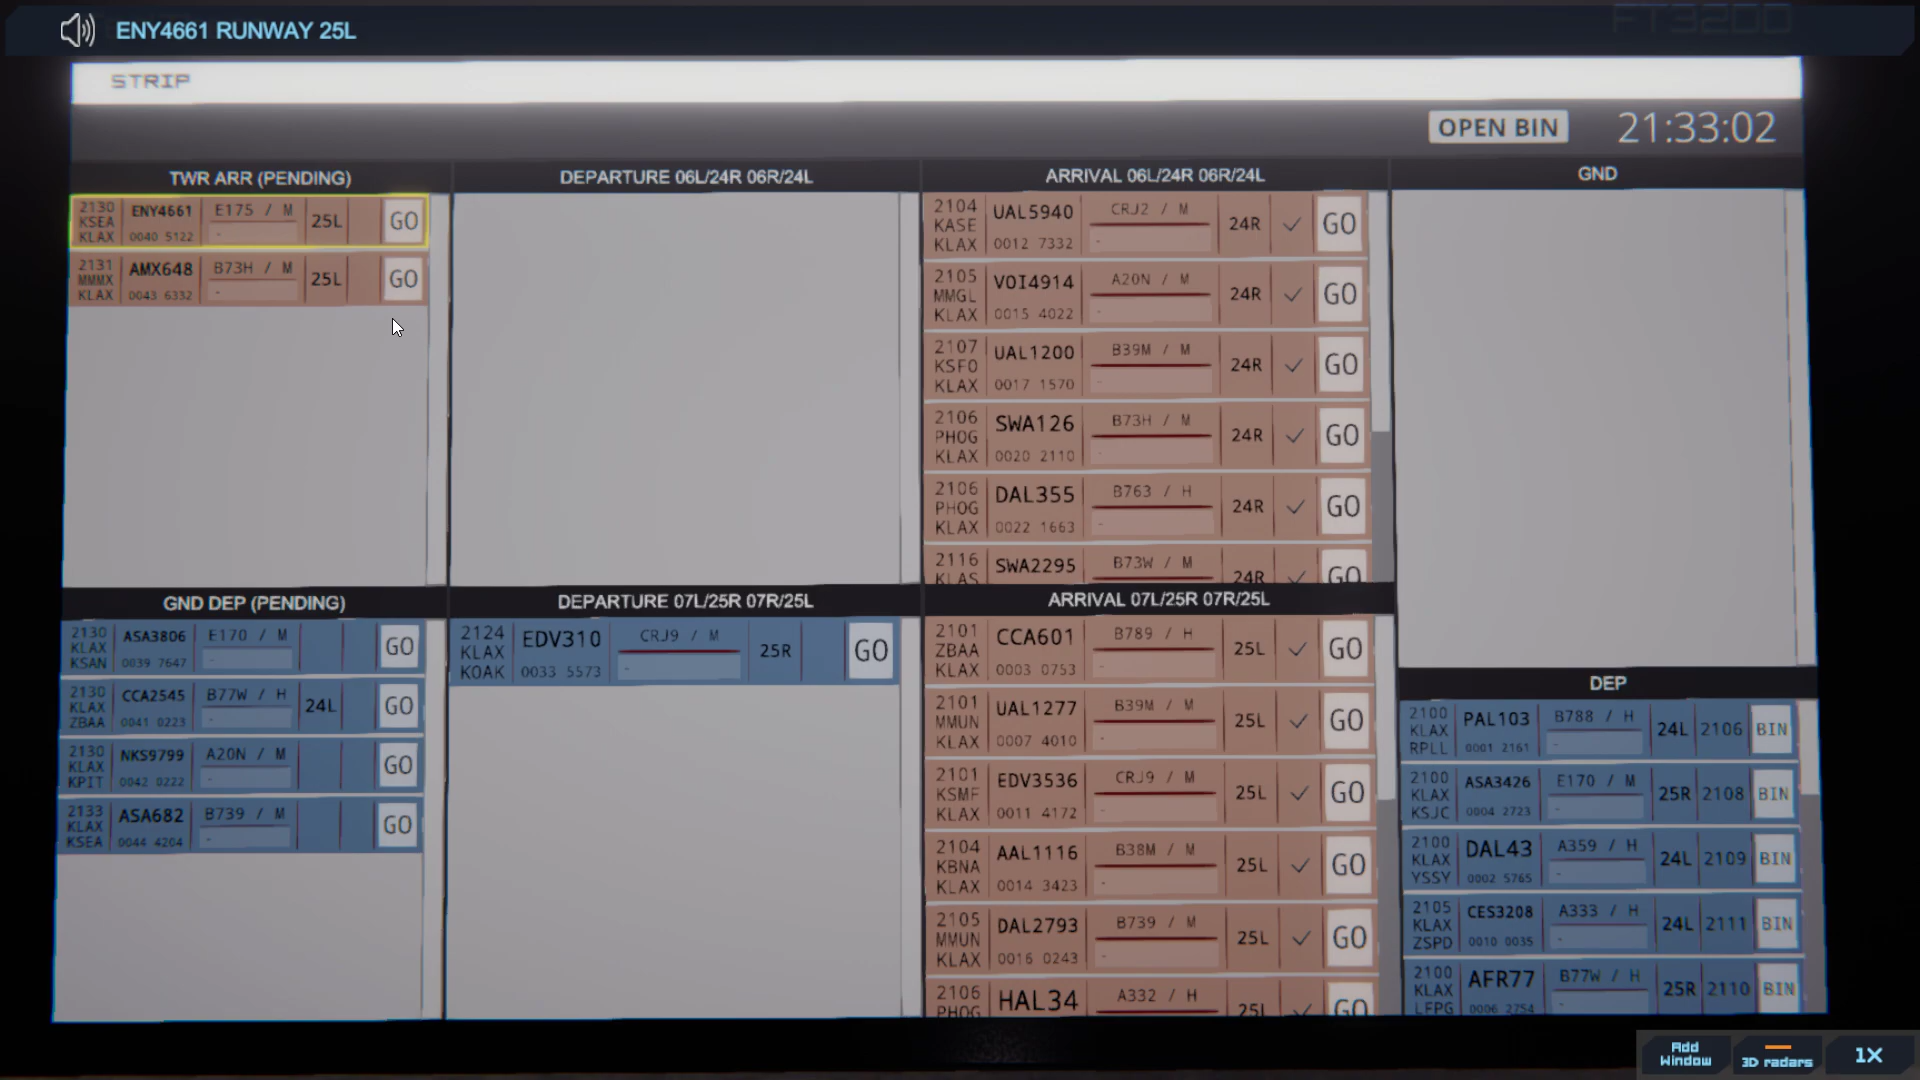 ENY4661 RUNWAY 25L
FT3200
STRIP
OPEN BIN
21:33:02
TWR ARR (PENDING)
2130 ENY4661 E175 / M 25L GO
KSEA
KLAX 0040 5122 -
2131 AMX648 B73H / M 25L GO
MMMX
KLAX 0043 6332 -
DEPARTURE 06L/24R 06R/24L
ARRIVAL 06L/24R 06R/24L
2104 UAL5940 CRJ2 / M 24R ✓ GO
KASE
KLAX 0012 7332 -
2105 VOI4914 A20N / M 24R ✓ GO
MMGL
KLAX 0015 4022 -
2107 UAL1200 B39M / M 24R ✓ GO
KSFO
KLAX 0017 1570 -
2106 SWA126 B73H / M 24R ✓ GO
PHOG
KLAX 0020 2110 -
2106 DAL355 B763 / H 24R ✓ GO
PHOG
KLAX 0022 1663 -
2116 SWA2295 B73W / M 24R ✓ GO
KLAS
GND
GND DEP (PENDING)
2130 ASA3806 E170 / M GO
KLAX
KSAN 0039 7647 -
2130 CCA2545 B77W / H 24L GO
KLAX
ZBAA 0041 0223 -
2130 NKS9799 A20N / M GO
KLAX
KPIT 0042 0222 -
2133 ASA682 B739 / M GO
KLAX
KSEA 0044 4204 -
DEPARTURE 07L/25R 07R/25L
2124 EDV310 CRJ9 / M 25R GO
KLAX
KOAK 0033 5573 -
ARRIVAL 07L/25R 07R/25L
2101 CCA601 B789 / H 25L ✓ GO
ZBAA
KLAX 0003 0753 -
2101 UAL1277 B39M / M 25L ✓ GO
MMUN
KLAX 0007 4010 -
2101 EDV3536 CRJ9 / M 25L ✓ GO
KSMF
KLAX 0011 4172 -
2104 AAL1116 B38M / M 25L ✓ GO
KBNA
KLAX 0014 3423 -
2105 DAL2793 B739 / M 25L ✓ GO
MMUN
KLAX 0016 0243 -
2106 HAL34 A332 / H 25L ✓ GO
PHOG
DEP
2100 PAL103 B788 / H 24L 2106 BIN
KLAX
RPLL 0001 2161 -
2100 ASA3426 E170 / M 25R 2108 BIN
KLAX
KSJC 0004 2723 -
2100 DAL43 A359 / H 24L 2109 BIN
KLAX
YSSY 0002 5765 -
2105 CES3208 A333 / H 24L 2111 BIN
KLAX
ZSPD 0010 0035 -
2100 AFR77 B77W / H 25R 2110 BIN
KLAX
LFPG 0006 2754 -
Add Window
3D radars
1X